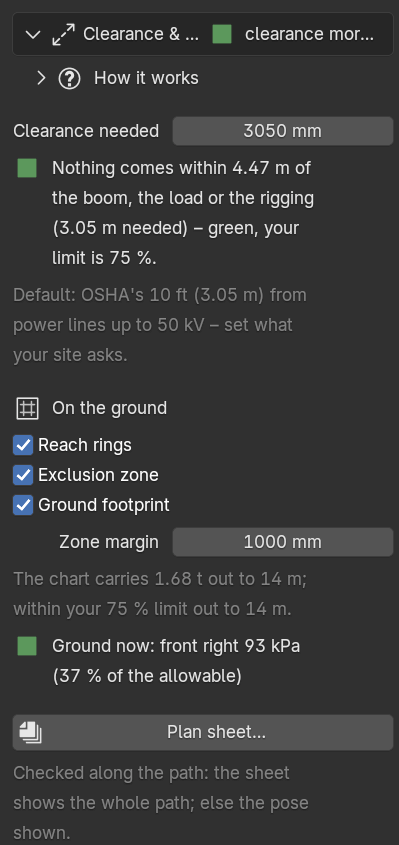 Clearance & ... clearance mor...
How it works
Clearance needed 3050 mm
Nothing comes within 4.47 m of
the boom, the load or the rigging
(3.05 m needed) – green, your
limit is 75 %.
Default: OSHA's 10 ft (3.05 m) from
power lines up to 50 kV – set what
your site asks.
On the ground
Reach rings
Exclusion zone
Ground footprint
Zone margin 1000 mm
The chart carries 1.68 t out to 14 m;
within your 75 % limit out to 14 m.
Ground now: front right 93 kPa
(37 % of the allowable)
Plan sheet...
Checked along the path: the sheet
shows the whole path; else the pose
shown.